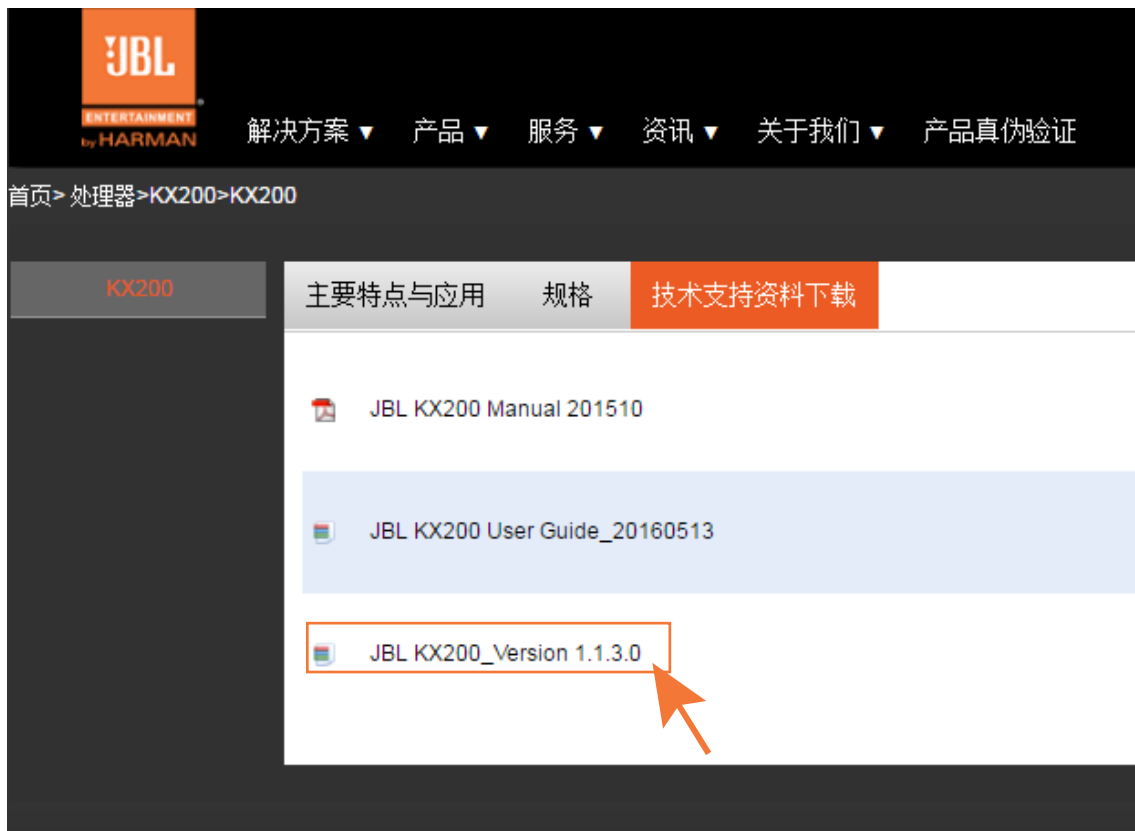 JBL
ENTERTAINMENT
by HARMAN
解决方案 ▼ 产品 ▼ 服务 ▼ 资讯 ▼ 关于我们 ▼ 产品真伪验证
首页> 处理器>KX200>KX200
KX200
主要特点与应用 规格 技术支持资料下载
JBL KX200 Manual 201510
JBL KX200 User Guide_20160513
JBL KX200_Version 1.1.3.0